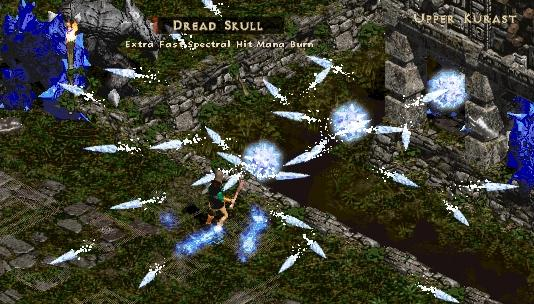 Dread Skull
Upper Kurast
Extra Fast Spectral Hit Mana Burn